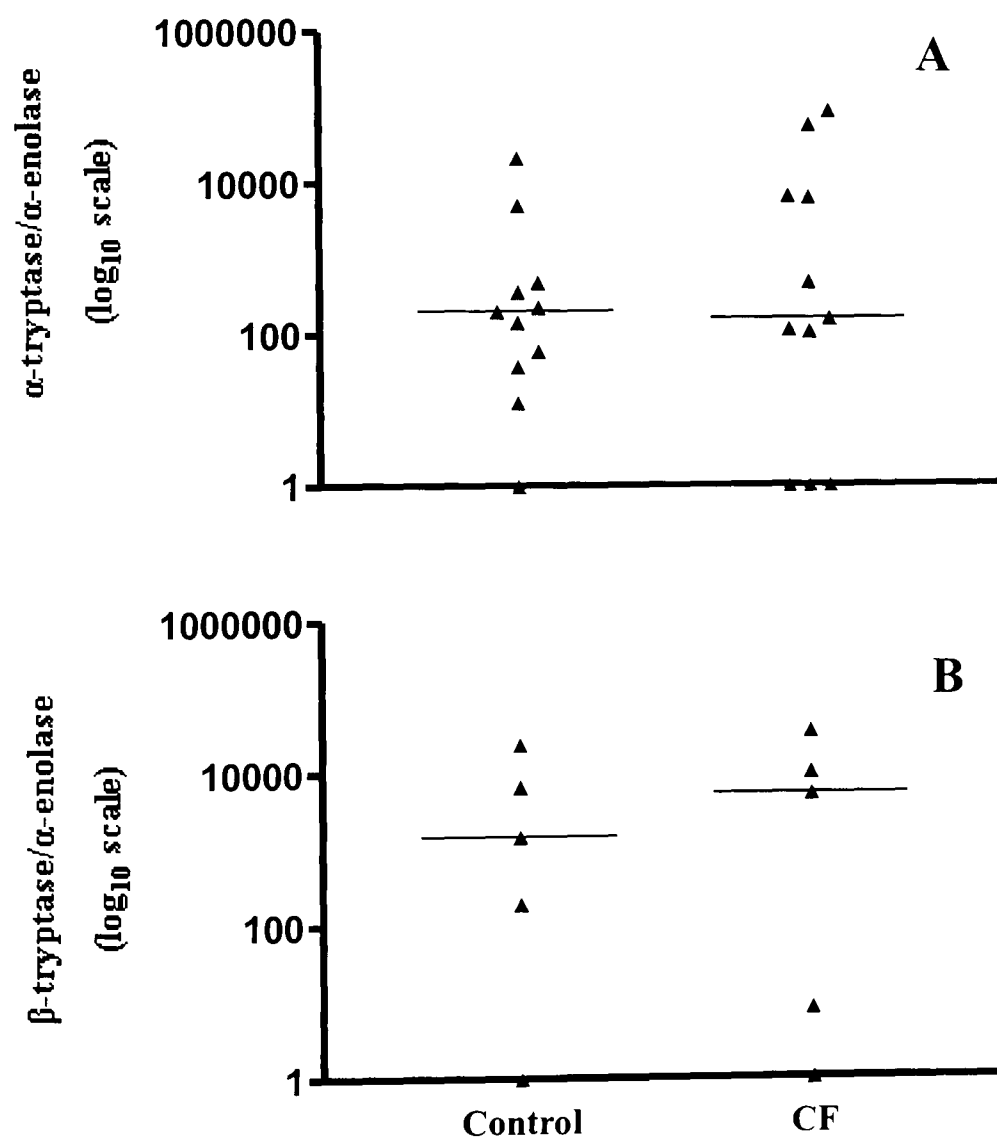 A
1000000
10000
100
1
α-tryptase/α-enolase
(log10 scale)
B
1000000
10000
100
1
β-tryptase/α-enolase
(log10 scale)
Control
CF